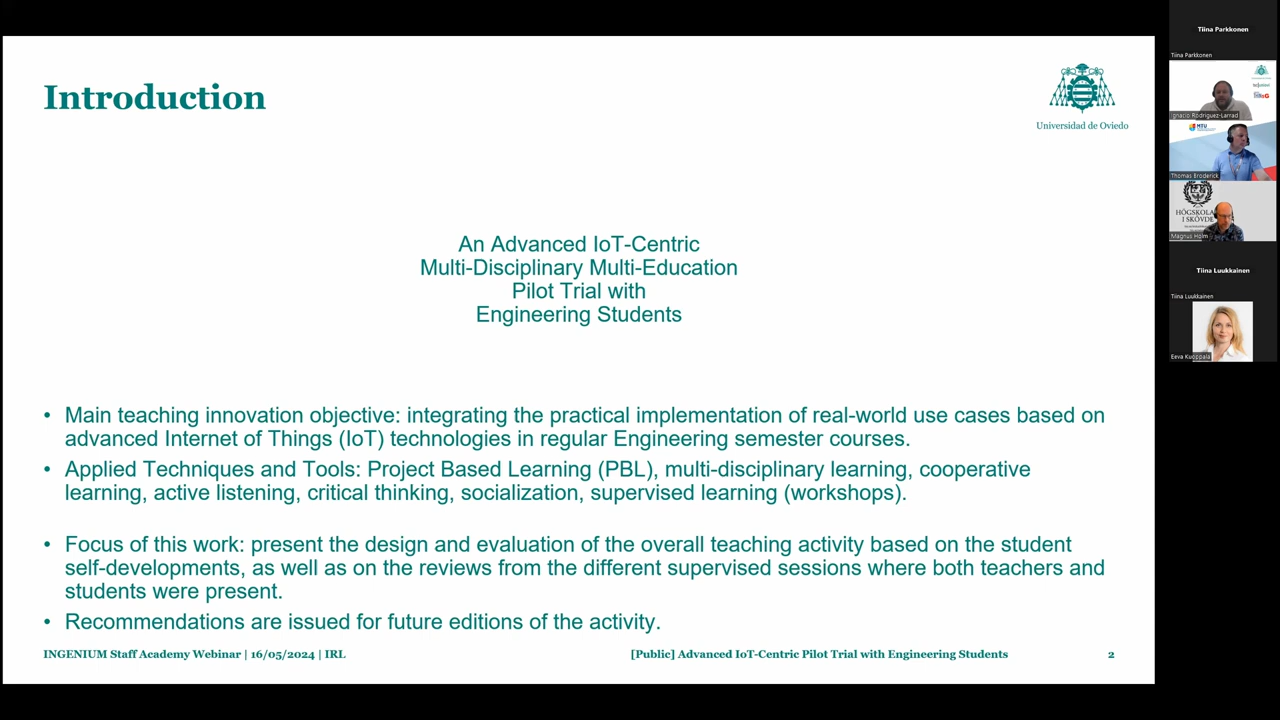 Introduction
Universidad de Oviedo
An Advanced IoT-Centric
Multi-Disciplinary Multi-Education
Pilot Trial with
Engineering Students
• Main teaching innovation objective: integrating the practical implementation of real-world use cases based on
advanced Internet of Things (IoT) technologies in regular Engineering semester courses.
• Applied Techniques and Tools: Project Based Learning (PBL), multi-disciplinary learning, cooperative
learning, active listening, critical thinking, socialization, supervised learning (workshops).
• Focus of this work: present the design and evaluation of the overall teaching activity based on the student
self-developments, as well as on the reviews from the different supervised sessions where both teachers and
students were present.
• Recommendations are issued for future editions of the activity.
INGENIUM Staff Academy Webinar | 16/05/2024 | IRL
[Public] Advanced IoT-Centric Pilot Trial with Engineering Students
2
Tiina Parkkonen
Tiina Parkkonen
Ignacio Rodriguez-Larrad
MTU
Thomas Broderick
HÖGSKOLAN
I SKÖVDE
Magnus Holm
Tiina Luukkainen
Tiina Luukkainen
Eeva Kuoppala